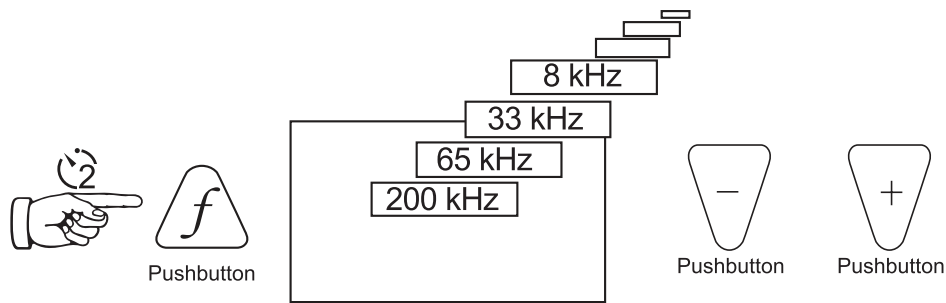 8 kHz
33 kHz
65 kHz
200 kHz
2
f
Pushbutton
−
Pushbutton
+
Pushbutton